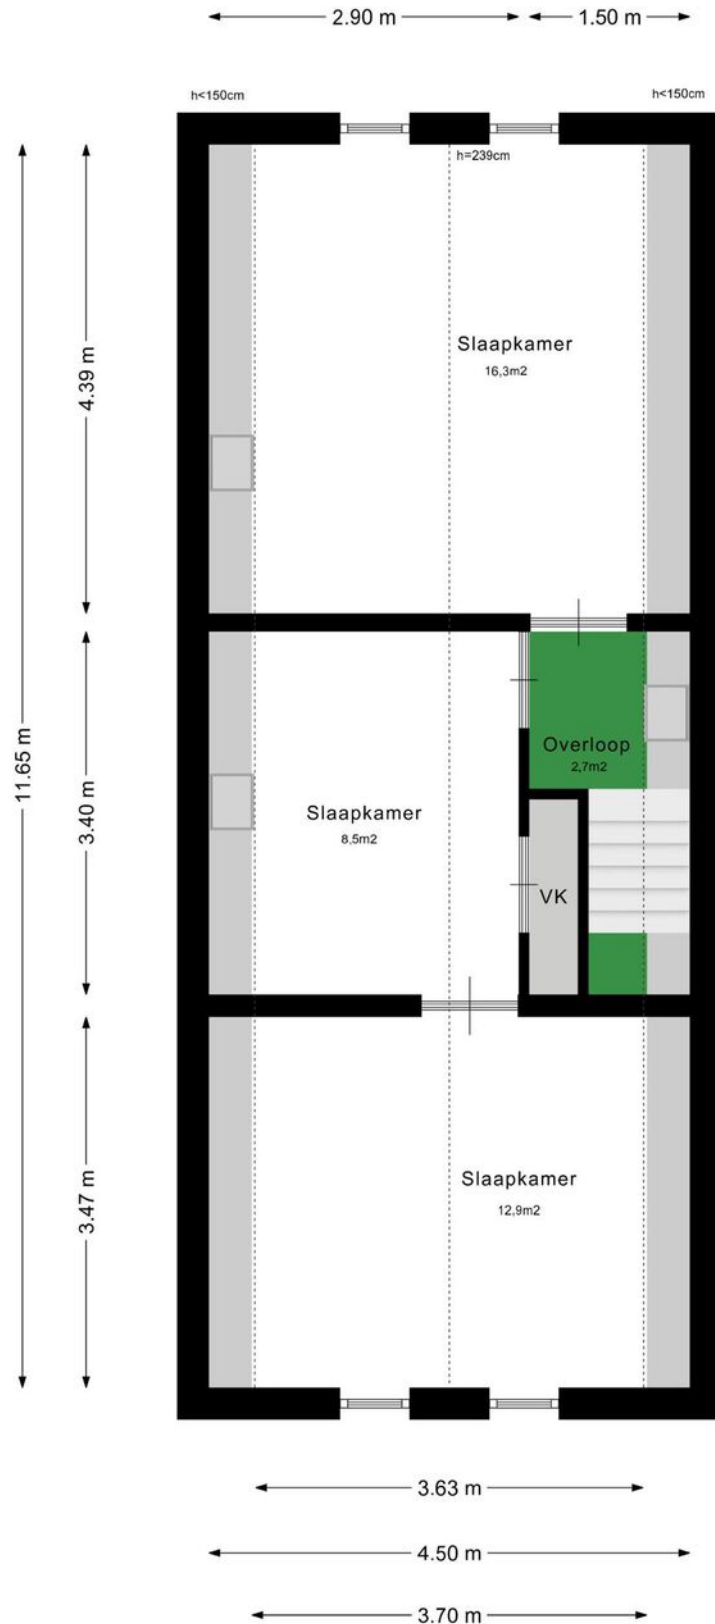 2.90 m
1.50 m
h<150cm
h<150cm
h=239cm
Slaapkamer
16,3m2
4.39 m
11.65 m
Overloop
2,7m2
3.40 m
Slaapkamer
8,5m2
VK
3.47 m
Slaapkamer
12,9m2
3.63 m
4.50 m
3.70 m